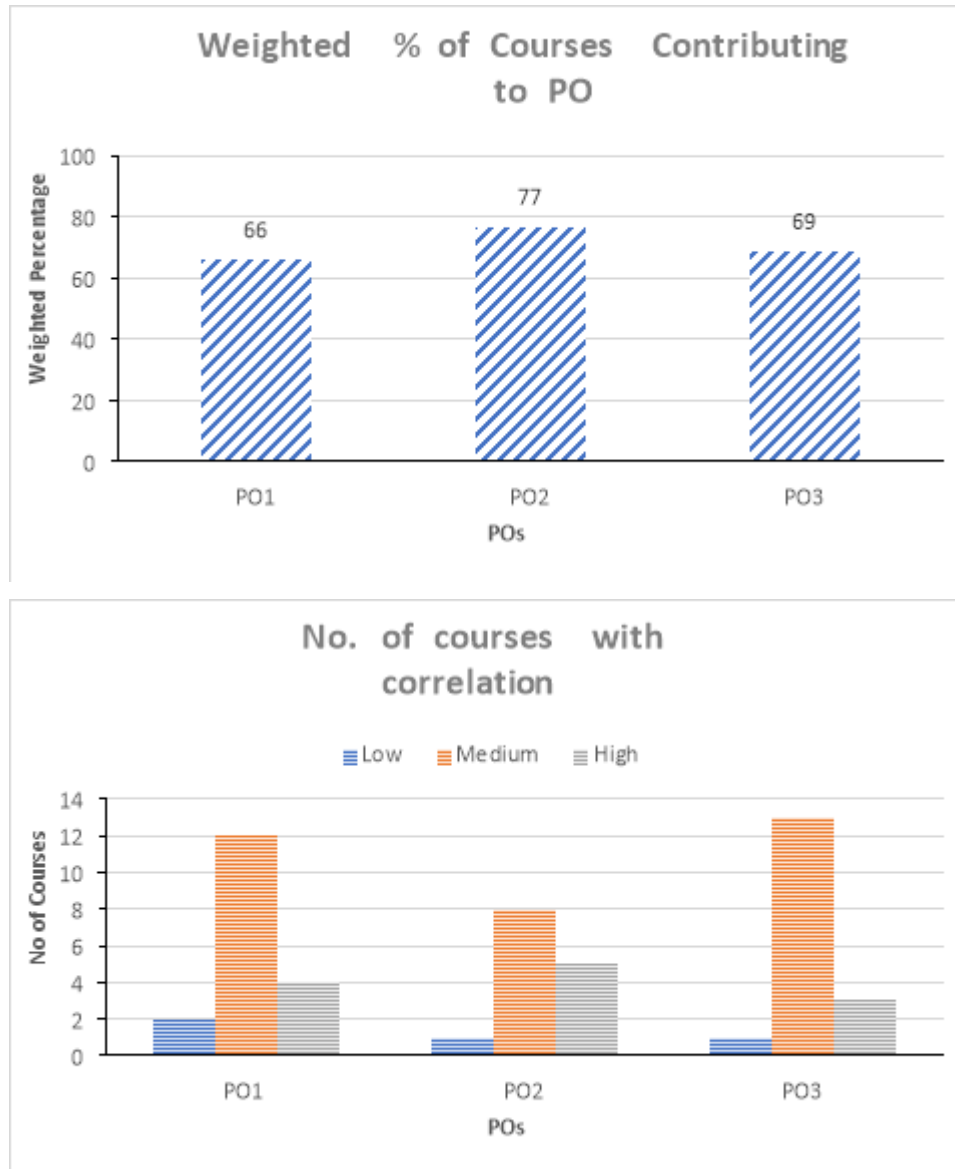 Weighted % of Courses Contributing
to PO
Weighted Percentage
100
80
60
40
20
0
66
77
69
PO1 PO2 PO3
POs
No. of courses with
correlation
Low Medium High
No of Courses
14
12
10
8
6
4
2
0
PO1 PO2 PO3
POs